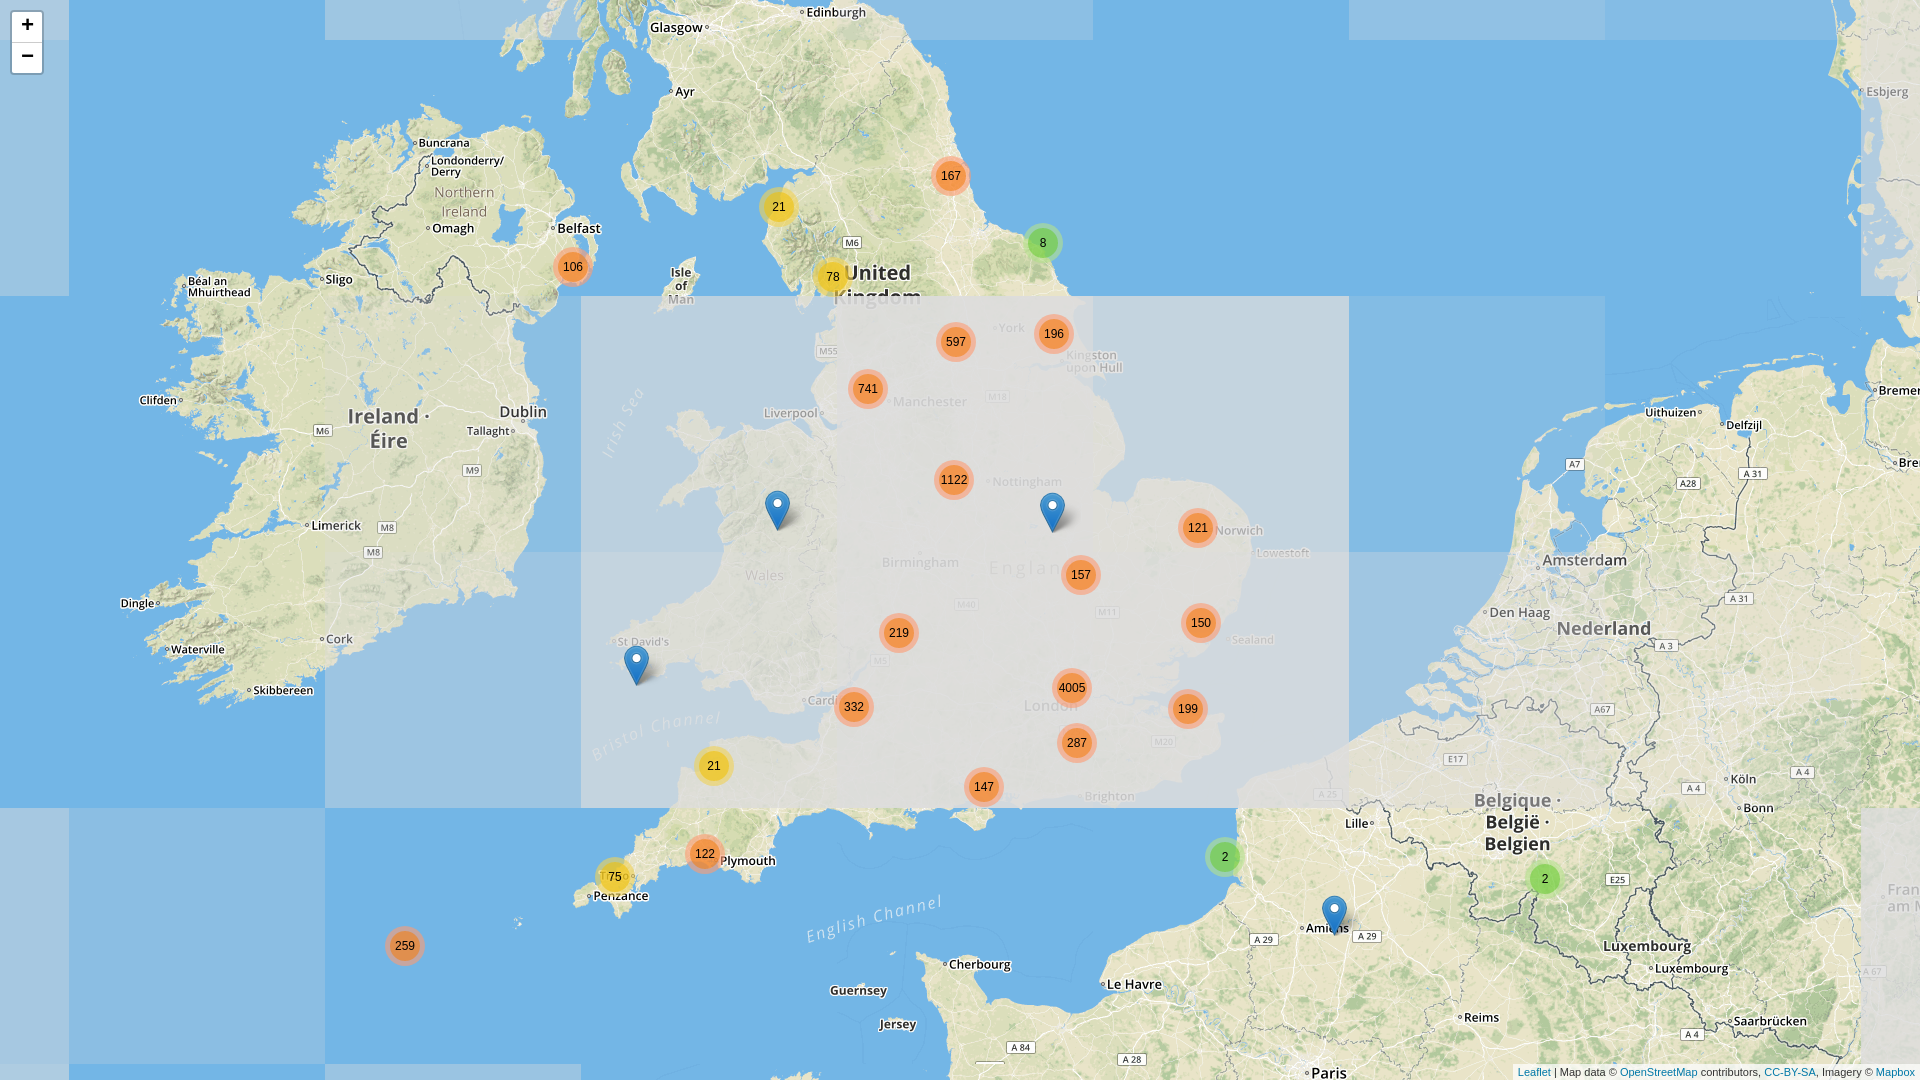 +
−
Glasgow
Edinburgh
Ayr
Esbjerg
Buncrana
Londonderry/
Derry
Northern
Ireland
Omagh
Belfast
167
21
8
M6
106
78
United
Kingdom
Isle
of
Man
Sligo
Béal an
Mhuirthead
York
196
597
M55
Kingston
upon Hull
741
Manchester
M18
Liverpool
Irish Sea
Clifden
Ireland ·
Éire
Dublin
Tallaght
M6
M9
Uithuizen
Delfzijl
Bremer
A7
A 31
A28
1122
Nottingham
Limerick
M8
M8
121
Norwich
Lowestoft
Birmingham
England
157
Wales
Amsterdam
A 31
Den Haag
Nederland
A 3
Dingle
Cork
Waterville
Skibbereen
M40
M11
219
150
Sealand
St David's
M5
4005
London
199
332
287
M20
Bristol Channel
21
147
Brighton
A67
E17
A 25
Köln
A 4
A 4
Bonn
Belgique ·
België ·
Belgien
Lille
122
Plymouth
75
Penzance
2
2
E25
259
English Channel
Amiens
A 29
A 29
Luxembourg
Luxembourg
A 67
Cherbourg
Guernsey
Le Havre
Jersey
Reims
Saarbrücken
A 84
A 28
A 4
Paris
Leaflet | Map data © OpenStreetMap contributors, CC-BY-SA, Imagery © Mapbox